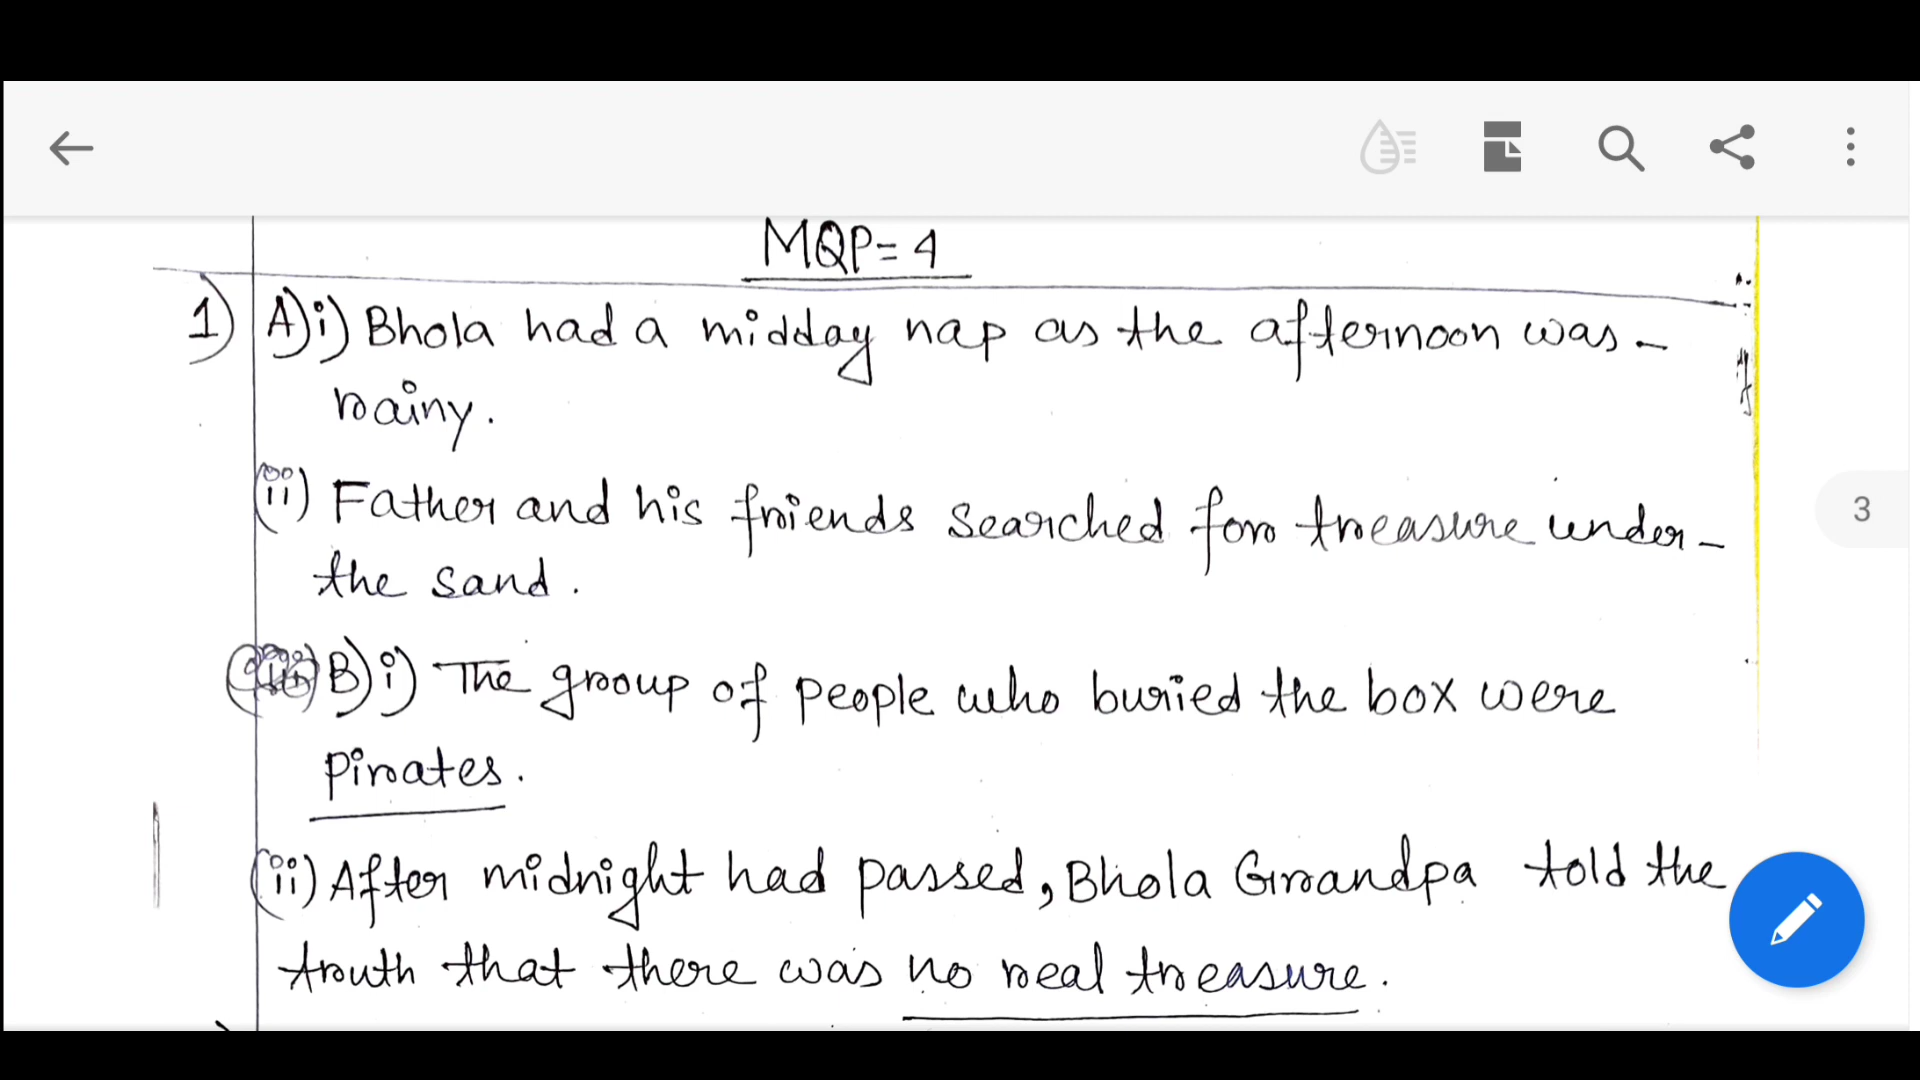 MQP= 4
1) A) i) Bhola had a midday nap as the afternoon was -
rainy.
(ii) Father and his friends searched for treasure under -
the sand.
B) i) The group of people who buried the box were
pirates.
(ii) After midnight had passed, Bhola Grandpa told the
truth that there was no real treasure.
3